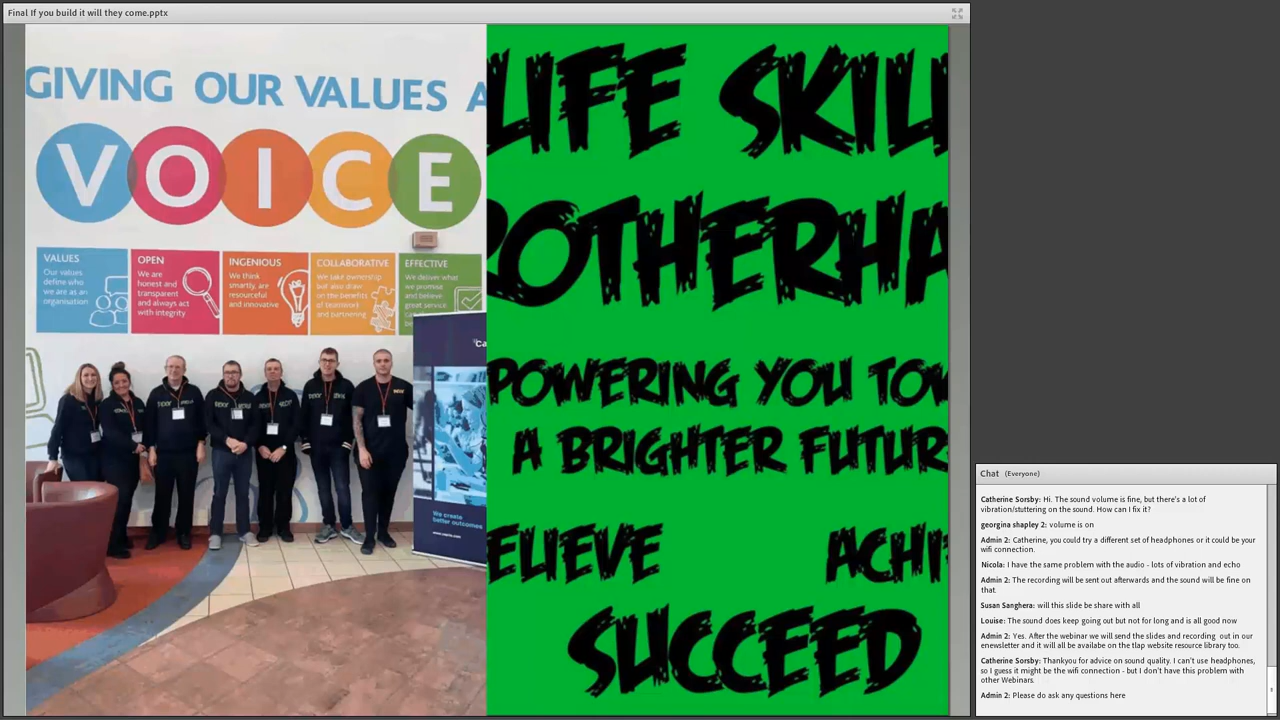 Final If you build it will they come.pptx
GIVING OUR VALUES A
VOICE
VALUES
Our values
define who
we are as an
organisation
OPEN
We are
honest and
transparent
and always act
with integrity
INGENIOUS
We think
smartly, are
resourceful
and innovative
COLLABORATIVE
We take ownership
but also draw
on the benefits
of teamwork
and partnering
EFFECTIVE
We deliver what
we promise
and believe
great service
We create
better outcomes
LIFE SKILL
ROTHERHA
POWERING YOU TOW
A BRIGHTER FUTUR
ELIEVE ACHI
SUCCEED
Chat (Everyone)
Catherine Sorsby: Hi. The sound volume is fine, but there's a lot of
vibration/stuttering on the sound. How can I fix it?
georgina shapley 2: volume is on
Admin 2: Catherine, you could try a different set of headphones or it could be your
wifi connection.
Nicola: I have the same problem with the audio - lots of vibration and echo
Admin 2: The recording will be sent out afterwards and the sound will be fine on
that.
Susan Sanghera: will this slide be share with all
Louise: The sound does keep going out but not for long and is all good now
Admin 2: Yes. After the webinar we will send the slides and recording out in our
enewsletter and it will all be availabe on the tlap website resource library too.
Catherine Sorsby: Thankyou for advice on sound quality. I can't use headphones,
so I guess it might be the wifi connection - but I don't have this problem with
other Webinars.
Admin 2: Please do ask any questions here